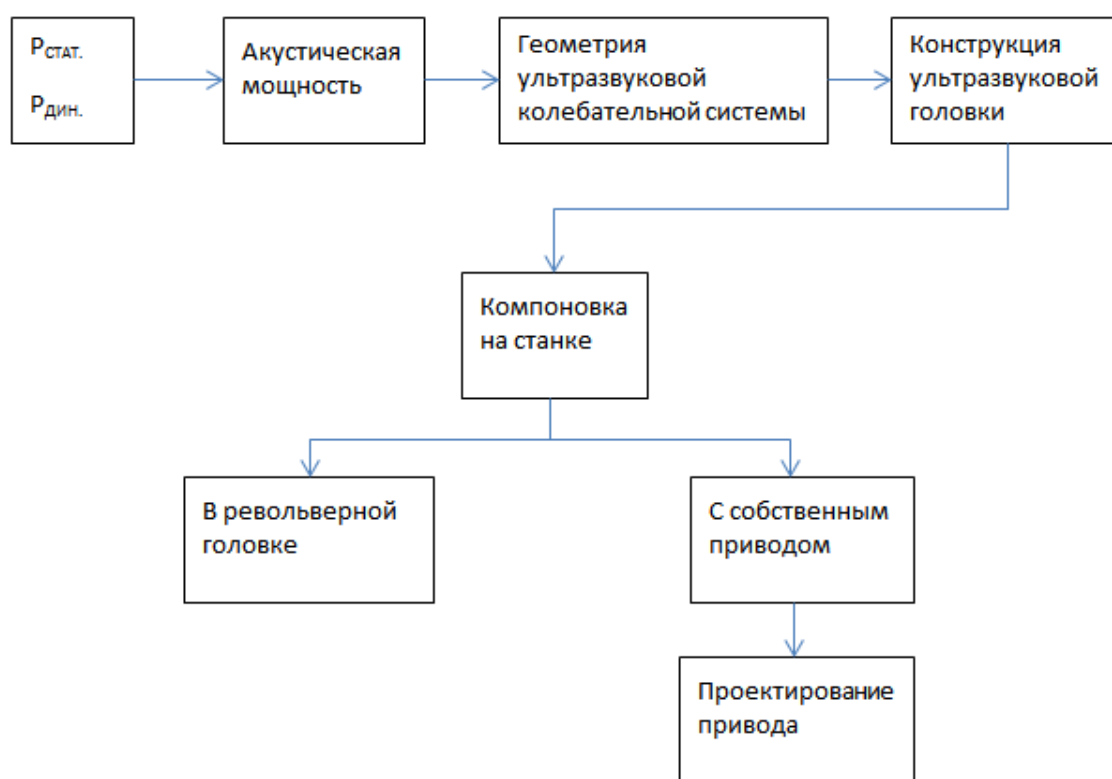 PСТАТ.
PДИН.
Акустическая
мощность
Геометрия
ультразвуковой
колебательной системы
Конструкция
ультразвуковой
головки
Компоновка
на станке
В револьверной
головке
С собственным
приводом
Проектирование
привода